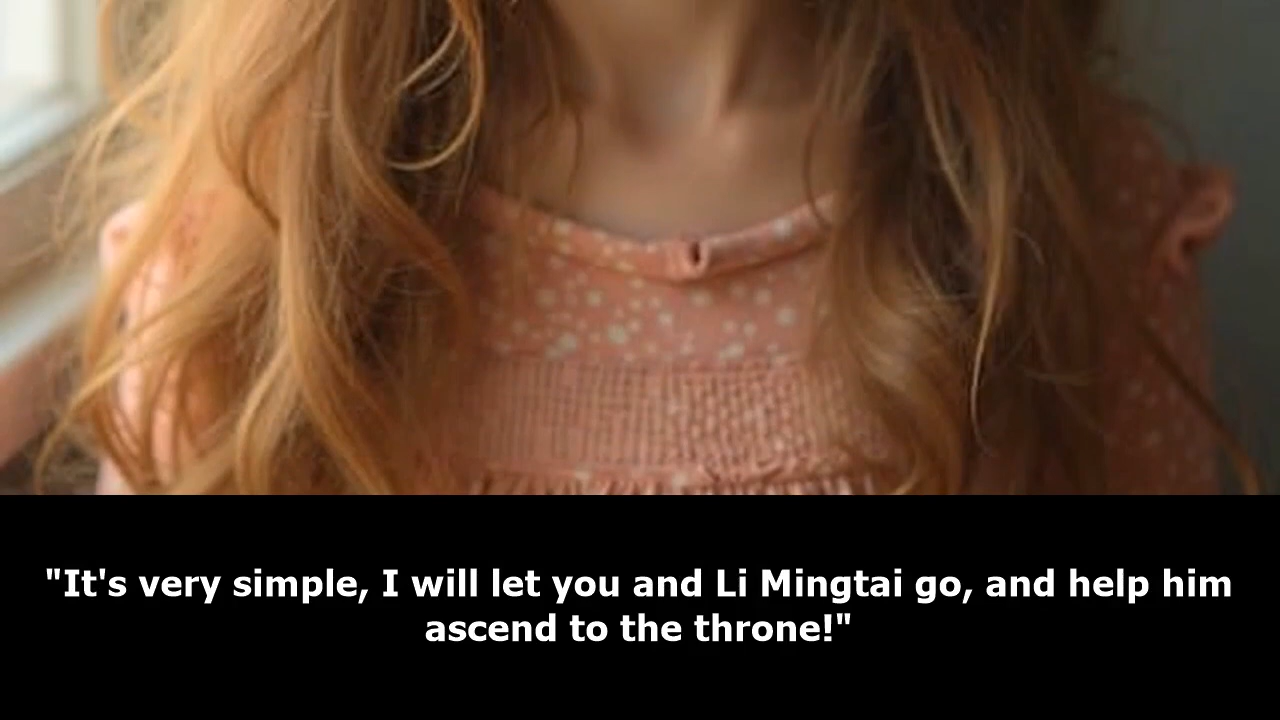 "It's very simple, I will let you and Li Mingtai go, and help him
ascend to the throne!"